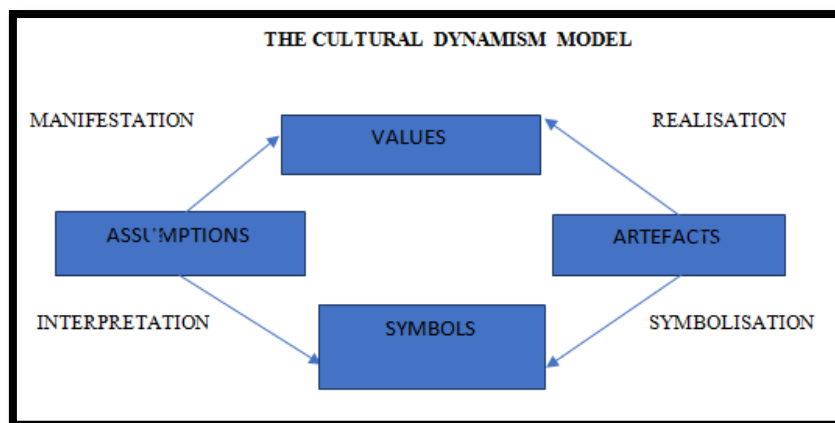 THE CULTURAL DYNAMISM MODEL
MANIFESTATION
REALISATION
VALUES
ASSUMPTIONS
ARTEFACTS
INTERPRETATION
SYMBOLS
SYMBOLISATION